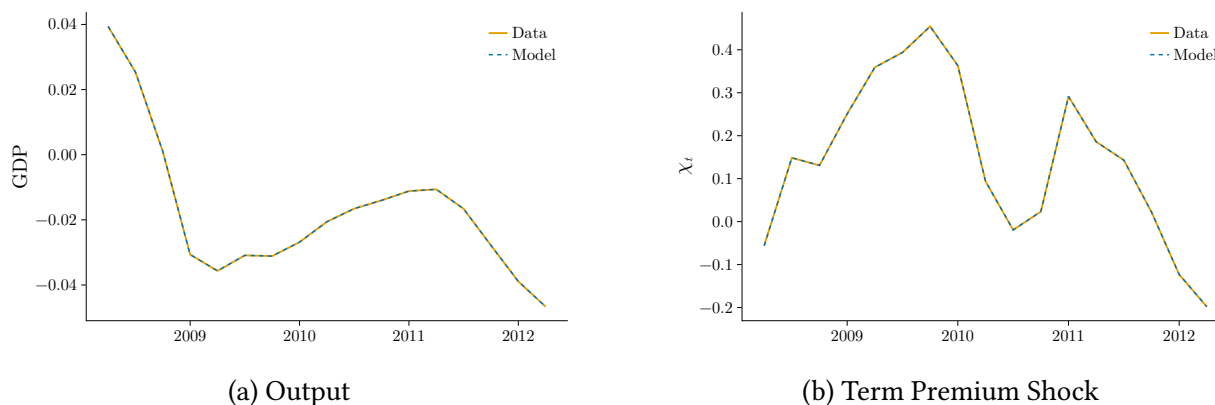 0.04
0.02
0.00
−0.02
−0.04
GDP
2009
2010
2011
2012
Data
Model
(a) Output
0.4
0.3
0.2
0.1
0.0
−0.1
−0.2
χt
2009
2010
2011
2012
Data
Model
(b) Term Premium Shock